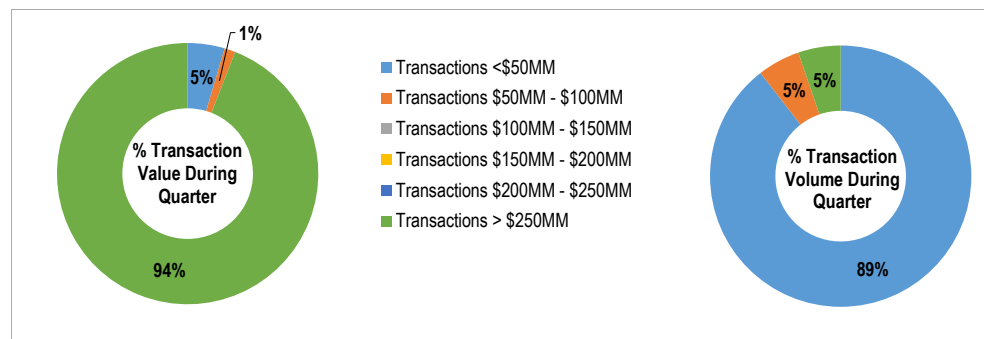 1%
5%
% Transaction
Value During
Quarter
94%
Transactions <$50MM
Transactions $50MM - $100MM
Transactions $100MM - $150MM
Transactions $150MM - $200MM
Transactions $200MM - $250MM
Transactions > $250MM
5%
5%
% Transaction
Volume During
Quarter
89%